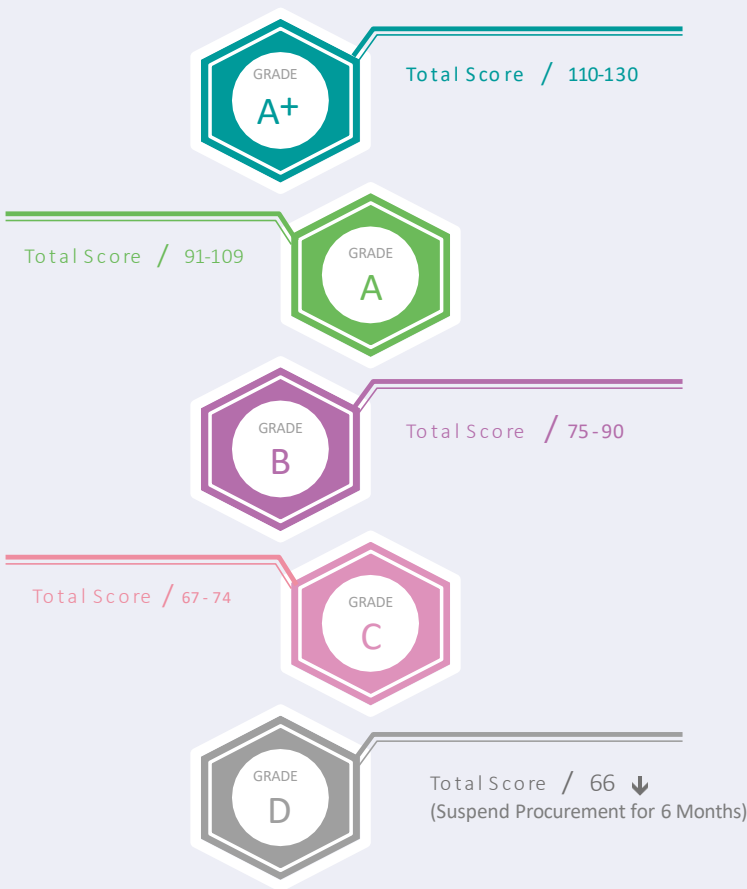 GRADE
A+
Total Score / 110-130
GRADE
A
Total Score / 91-109
GRADE
B
Total Score / 75-90
GRADE
C
Total Score / 67-74
GRADE
D
Total Score / 66 ↓
(Suspend Procurement for 6 Months)